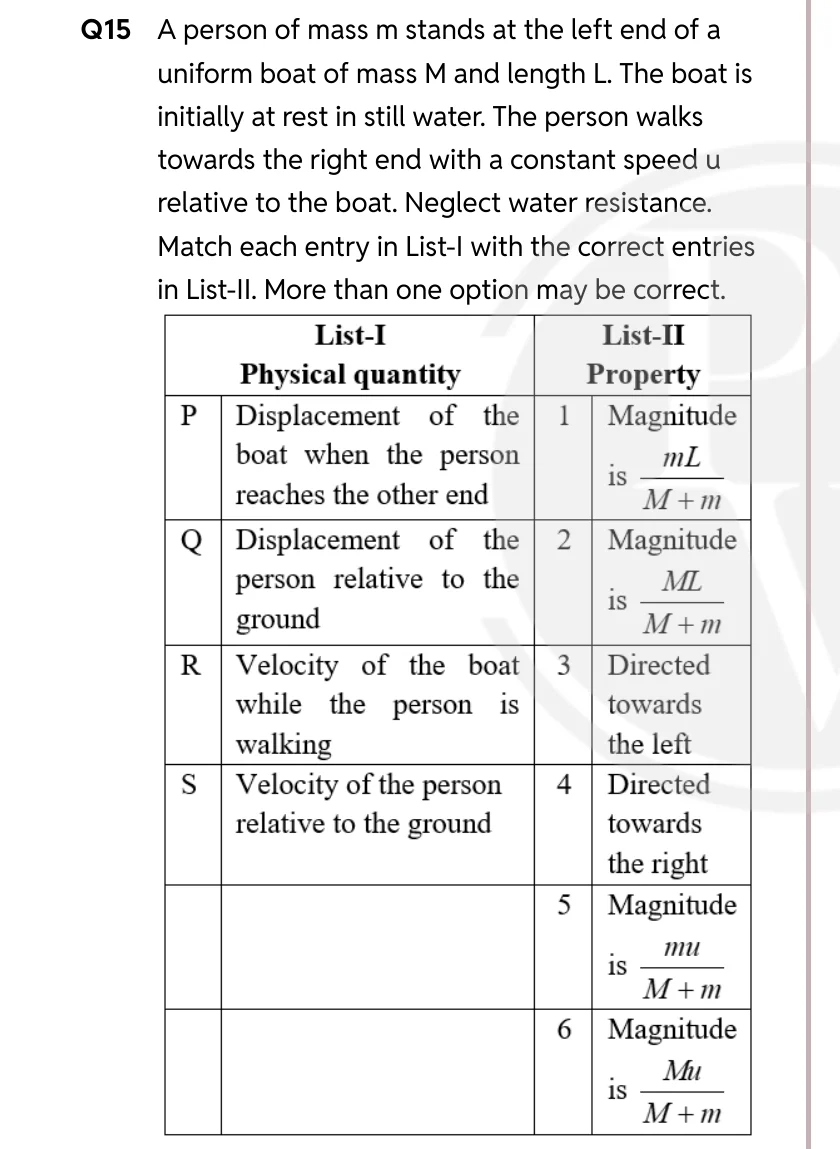 Q15 A person of mass m stands at the left end of a
uniform boat of mass M and length L. The boat is
initially at rest in still water. The person walks
towards the right end with a constant speed u
relative to the boat. Neglect water resistance.
Match each entry in List-I with the correct entries
in List-II. More than one option may be correct.
List-I List-II
Physical quantity Property
P Displacement of the 1 Magnitude
boat when the person is mL / M + m
reaches the other end
Q Displacement of the 2 Magnitude
person relative to the is ML / M + m
ground
R Velocity of the boat 3 Directed
while the person is towards
walking the left
S Velocity of the person 4 Directed
relative to the ground towards
the right
5 Magnitude
is mu / M + m
6 Magnitude
is Mu / M + m